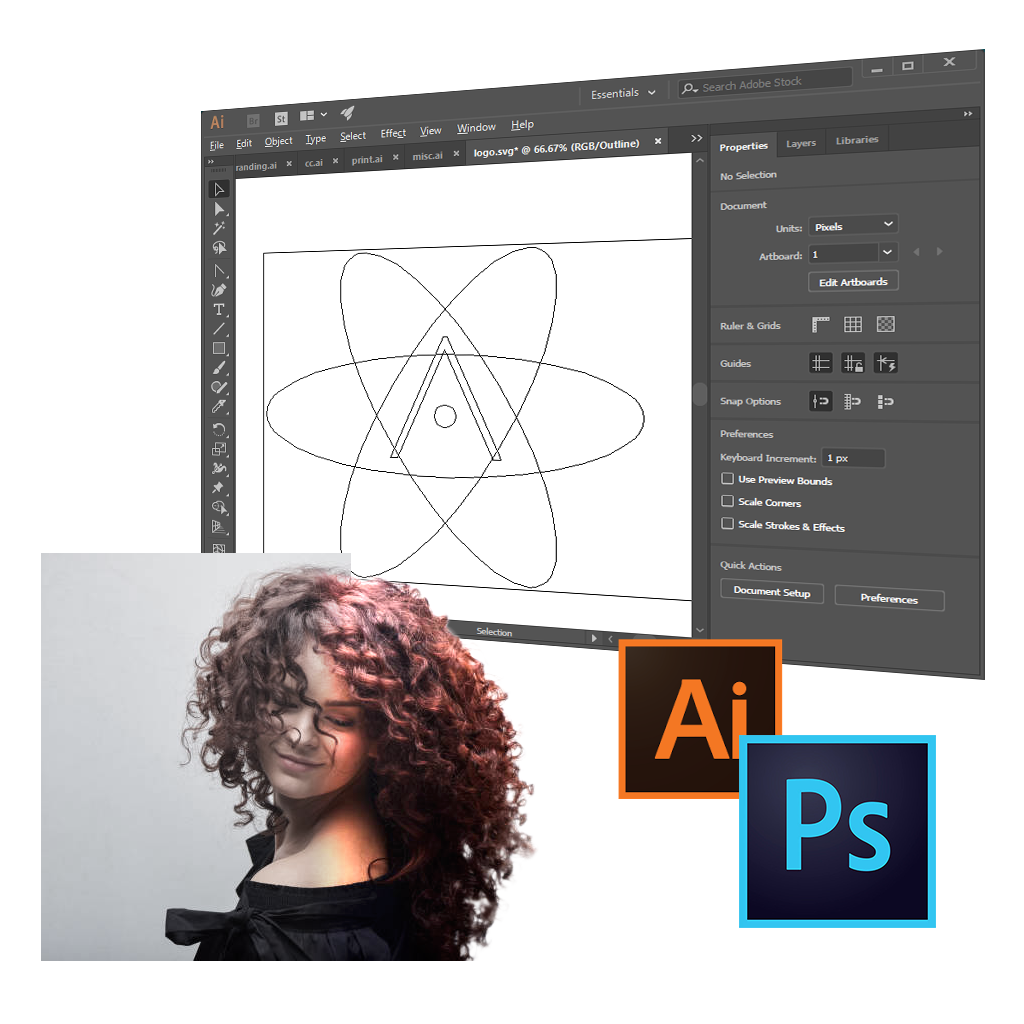 Ai Br St Essentials Search Adobe Stock
File Edit Object Type Select Effect View Window Help
randing.ai × cc.ai × print.ai × misc.ai × logo.svg* @ 66.67% (RGB/Outline) ×
Properties Layers Libraries
No Selection
Document
Units: Pixels
Artboard: 1
Edit Artboards
Ruler & Grids
Guides
Snap Options
Preferences
Keyboard Increment: 1 px
Use Preview Bounds
Scale Corners
Scale Strokes & Effects
Quick Actions
Document Setup Preferences
Selection
Ai
Ps